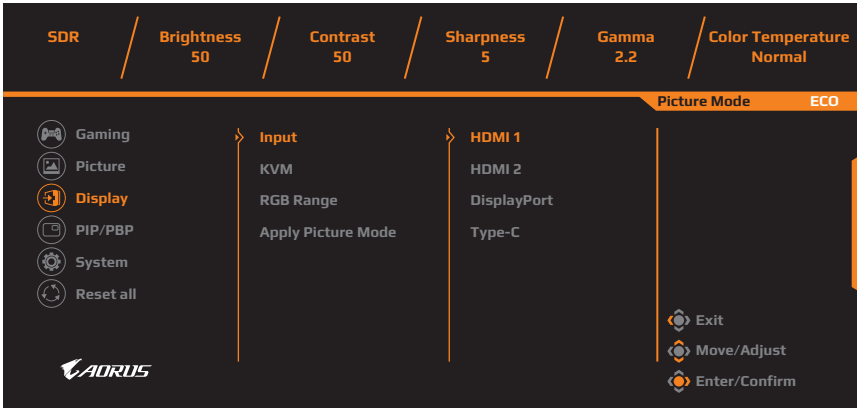 SDR
Brightness
50
Contrast
50
Sharpness
5
Gamma
2.2
Color Temperature
Normal
Picture Mode ECO
Gaming
Picture
Display
PIP/PBP
System
Reset all
Input
KVM
RGB Range
Apply Picture Mode
HDMI 1
HDMI 2
DisplayPort
Type-C
Exit
Move/Adjust
Enter/Confirm
AORUS